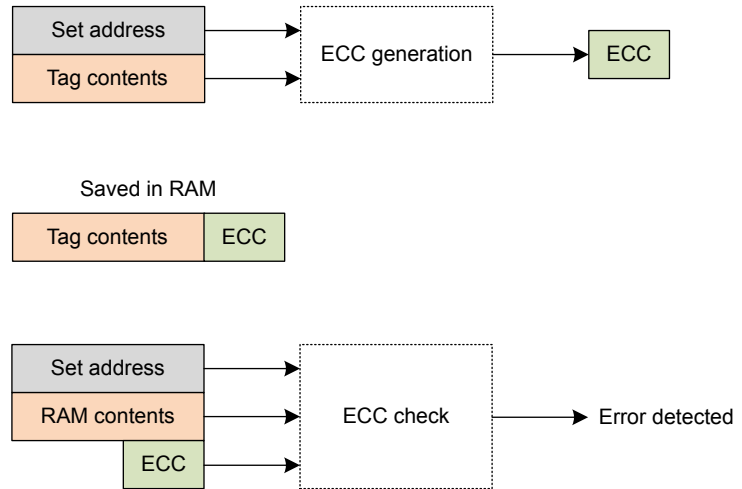 Set address
Tag contents
ECC generation
ECC
Saved in RAM
Tag contents
ECC
Set address
RAM contents
ECC
ECC check
Error detected